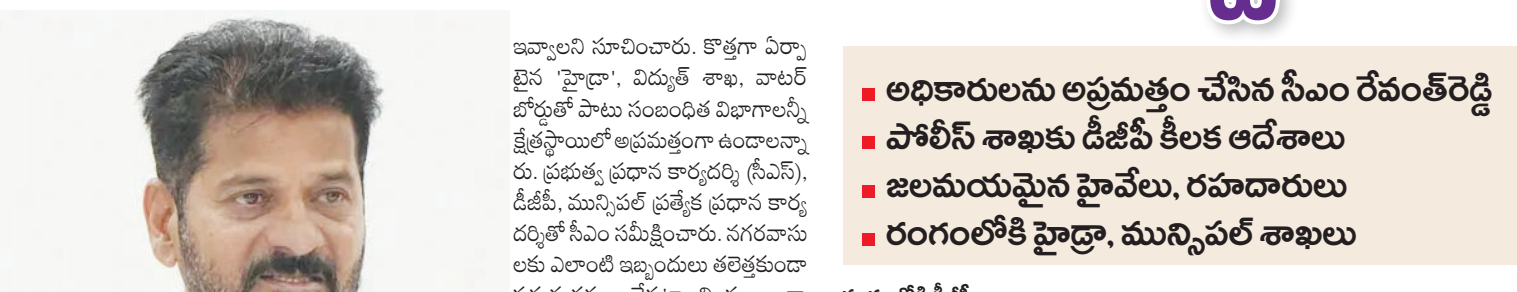 ఇవ్వాలని సూచించారు. కొత్తగా ఏర్పా
టైన 'హైడ్రా', విద్యుత్ శాఖ, వాటర్
బోర్డుతో పాటు సంబంధిత విభాగాలన్నీ
క్షేత్రస్థాయిలో అప్రమత్తంగా ఉండాలన్నా
రు. ప్రభుత్వ ప్రధాన కార్యదర్శి (సీఎస్),
డీజీపీ, మున్సిపల్ ప్రత్యేక ప్రధాన కార్య
దర్శితో సీఎం సమీక్షించారు. నగరవాసు
లకు ఎలాంటి ఇబ్బందులు తలెత్తకుండా
అధికారులను అప్రమత్తం చేసిన సీఎం రేవంత్‌రెడ్డి
పోలీస్ శాఖకు డీజీపీ కీలక ఆదేశాలు
జలమయమైన హైవేలు, రహదారులు
రంగంలోకి హైడ్రా, మున్సిపల్ శాఖలు